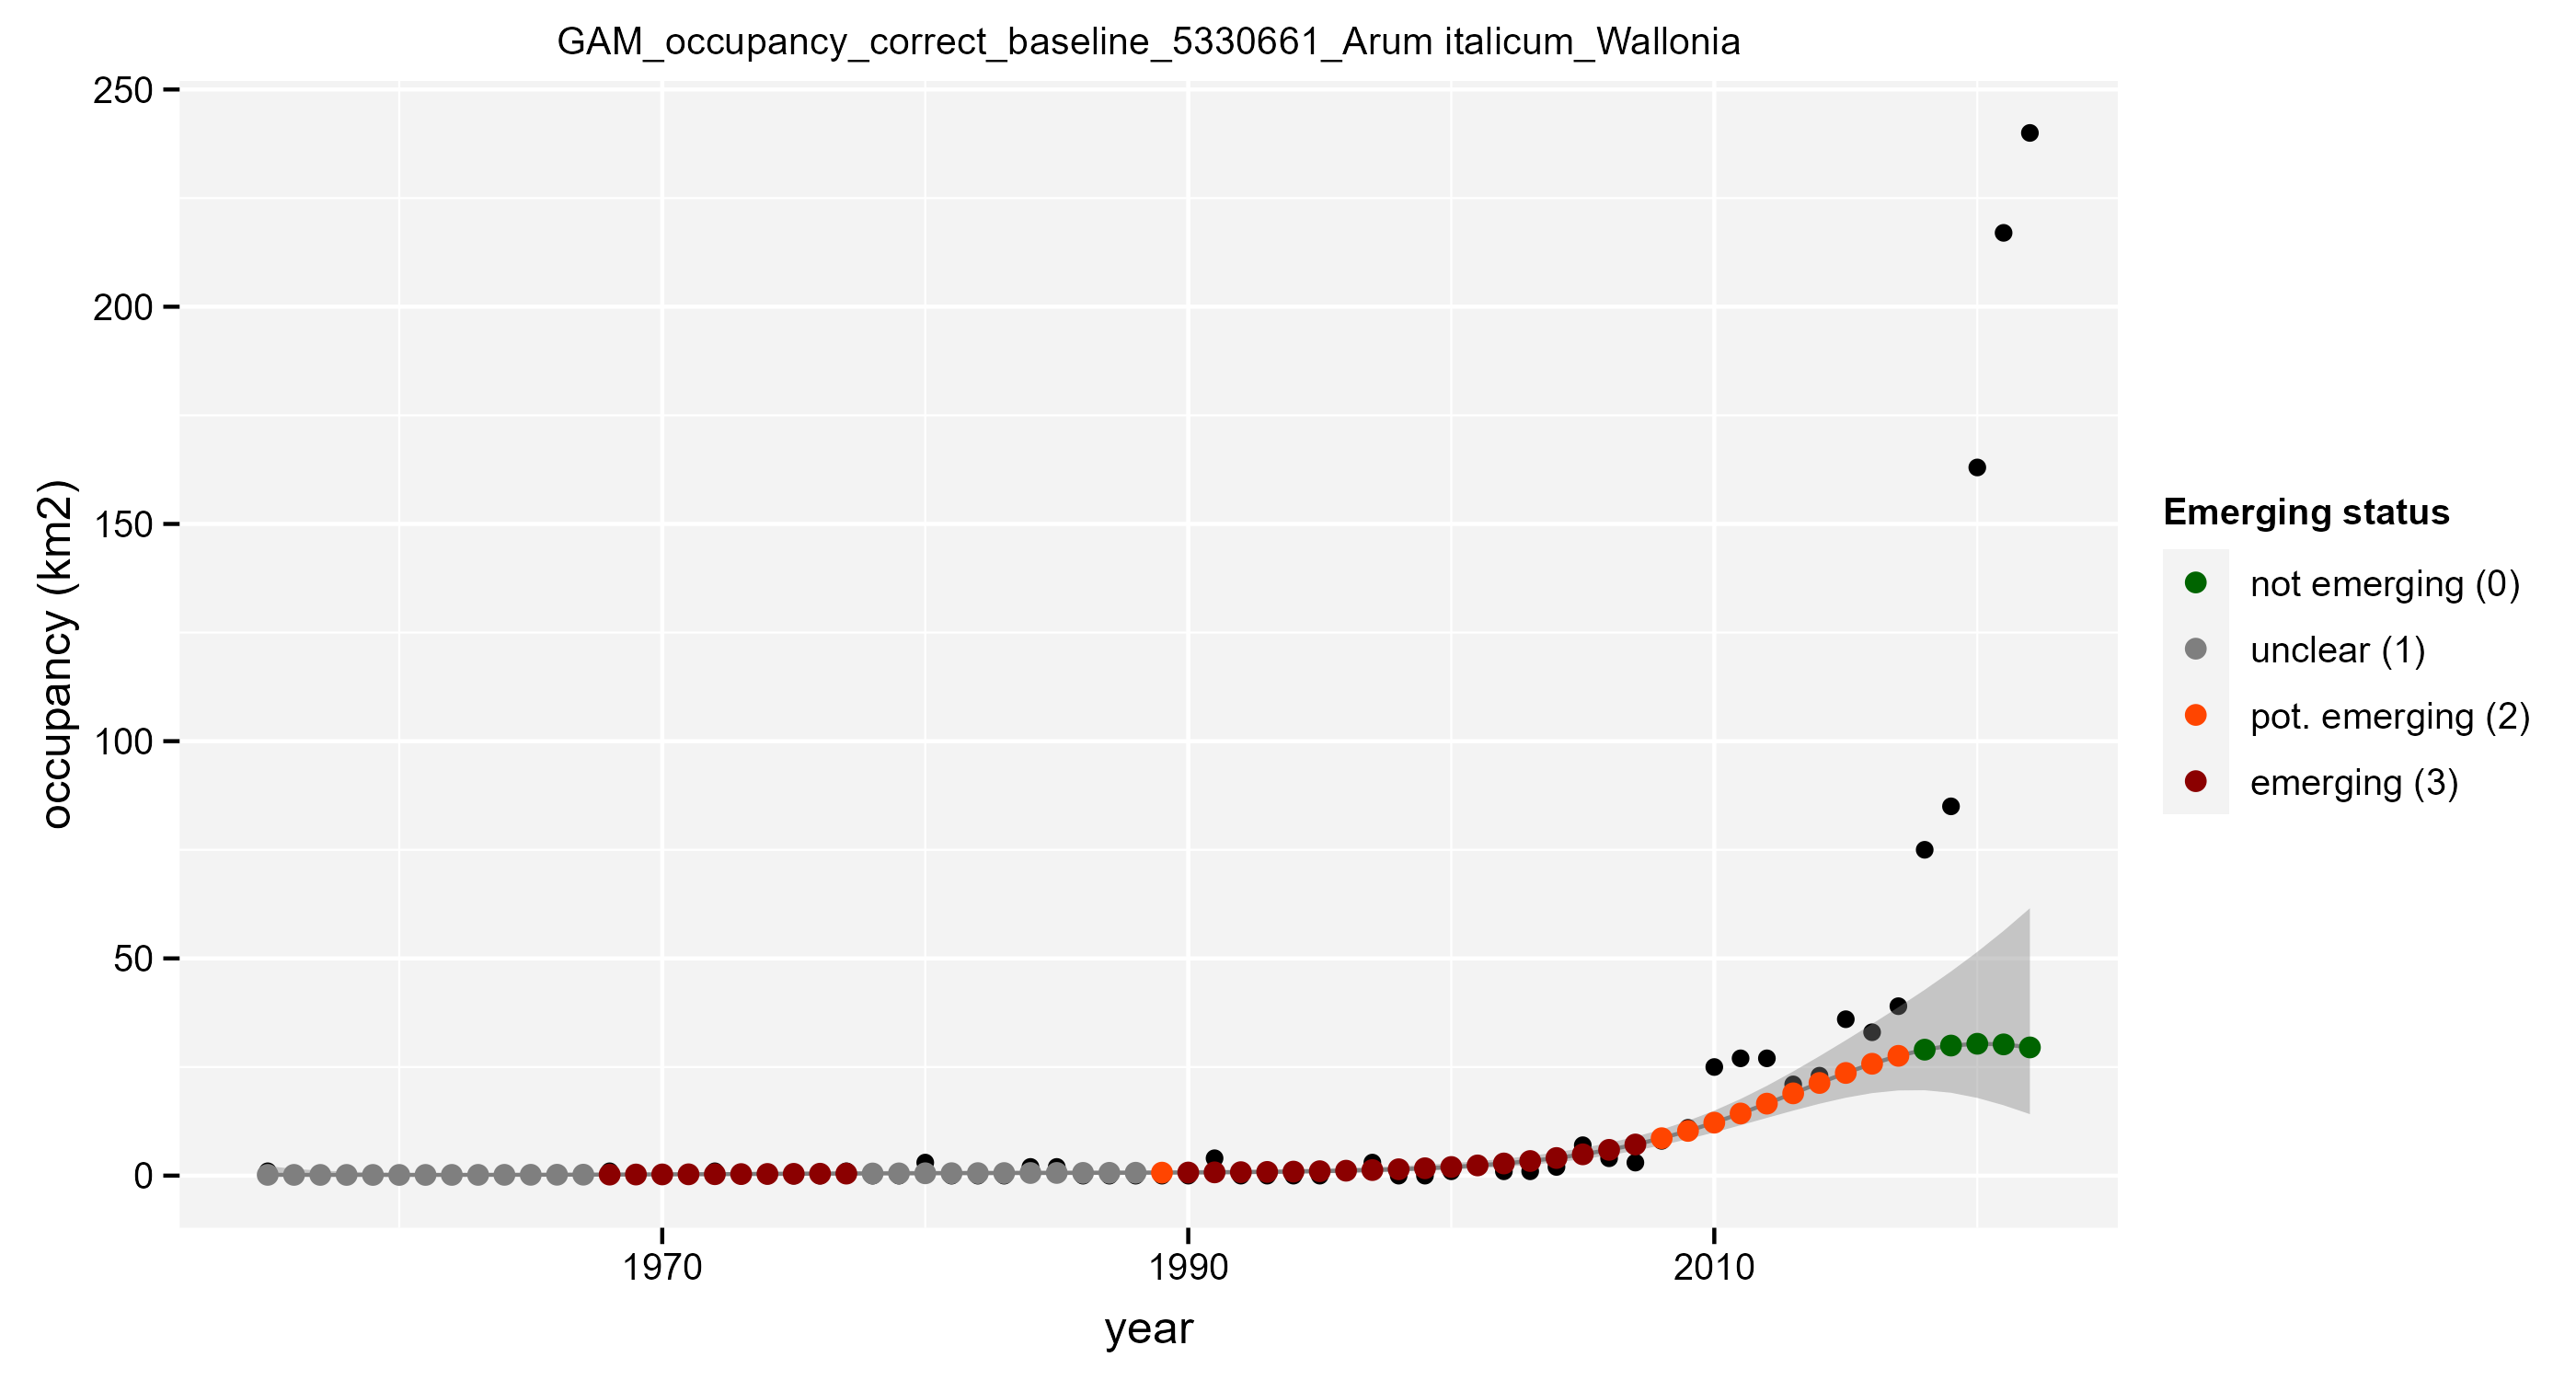 GAM_occupancy_correct_baseline_5330661_Arum italicum_Wallonia
250
200
150
100
50
0
occupancy (km2)
1970
1990
2010
year
Emerging status
not emerging (0)
unclear (1)
pot. emerging (2)
emerging (3)